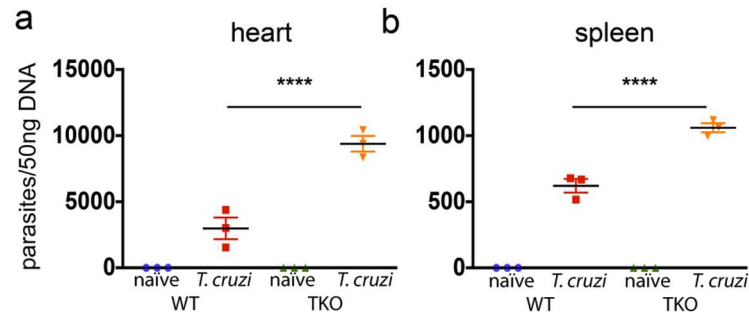 a
heart
parasites/50ng DNA
15000
10000
5000
0
****
naïve T. cruzi naïve T. cruzi
WT TKO
b
spleen
1500
1000
500
0
****
naïve T. cruzi naïve T. cruzi
WT TKO